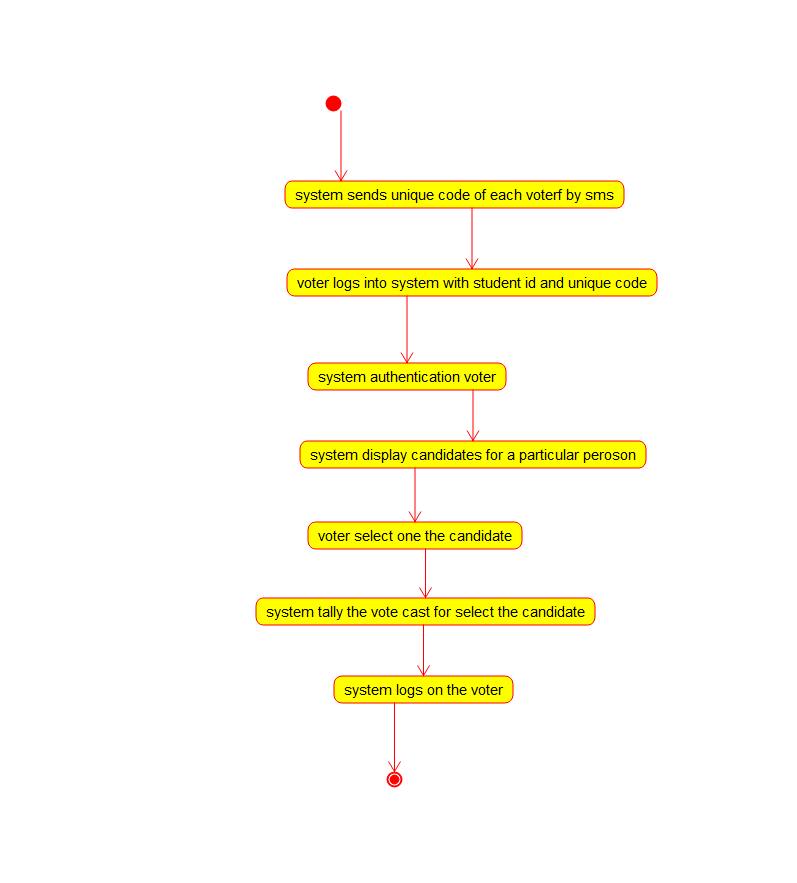 system sends unique code of each voterf by sms
voter logs into system with student id and unique code
system authentication voter
system display candidates for a particular peroson
voter select one the candidate
system tally the vote cast for select the candidate
system logs on the voter